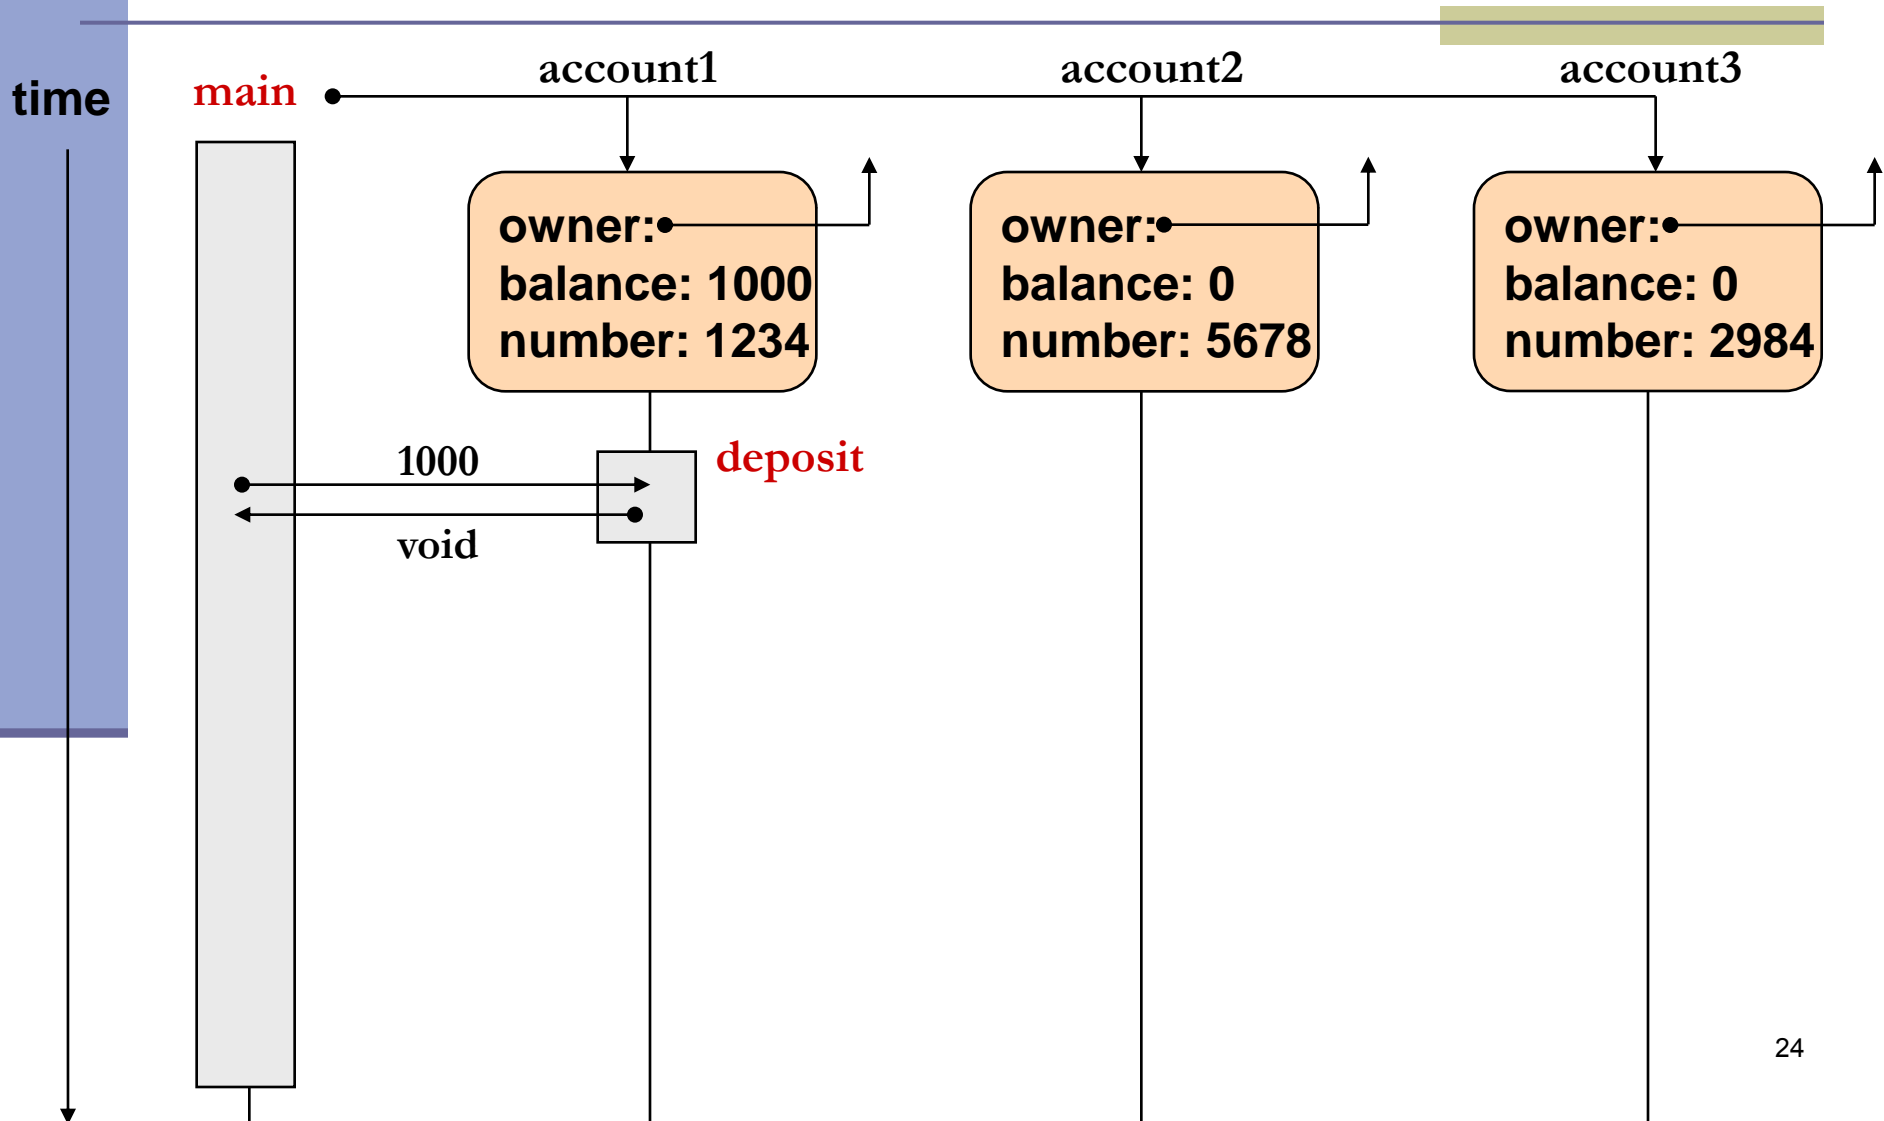 time
main
account1
account2
account3
owner:
balance: 1000
number: 1234
owner:
balance: 0
number: 5678
owner:
balance: 0
number: 2984
1000
deposit
void
24